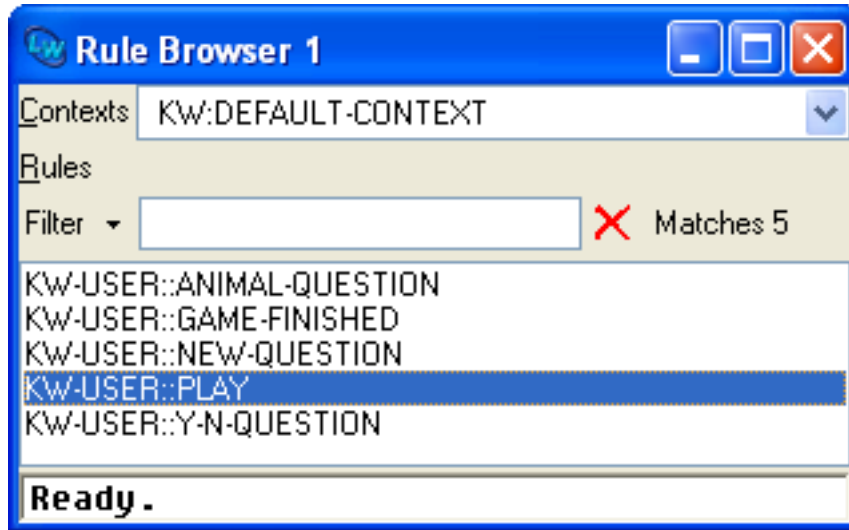 Rule Browser 1
Contexts KW:DEFAULT-CONTEXT
Rules
Filter Matches 5
KW-USER::ANIMAL-QUESTION
KW-USER::GAME-FINISHED
KW-USER::NEW-QUESTION
KW-USER::PLAY
KW-USER::Y-N-QUESTION
Ready.